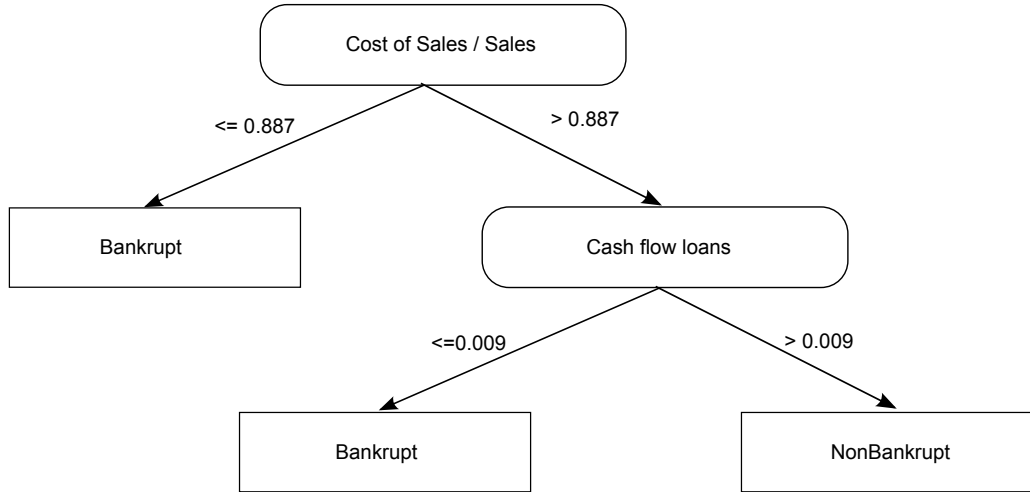 Cost of Sales / Sales
<= 0.887
> 0.887
Bankrupt
Cash flow loans
<=0.009
> 0.009
Bankrupt
NonBankrupt